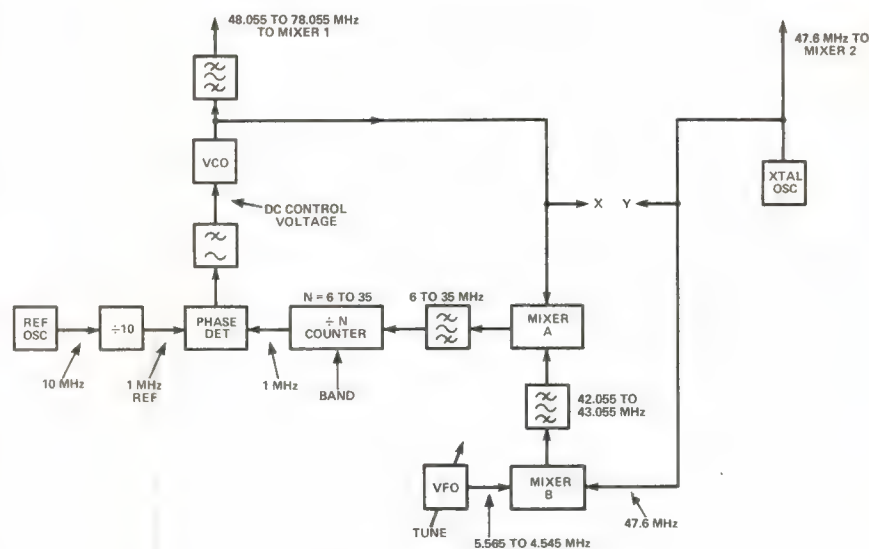 48.055 TO 78.055 MHz
TO MIXER 1
47.6 MHz TO
MIXER 2
VCO
XTAL
OSC
DC CONTROL
VOLTAGE
X Y
N = 6 TO 35
6 TO 35 MHz
REF
OSC
÷10
PHASE
DET
÷ N
COUNTER
MIXER
A
10 MHz
1 MHz
REF
1 MHz
BAND
42.055 TO
43.055 MHz
VFO
MIXER
B
TUNE
47.6 MHz
5.565 TO 4.545 MHz